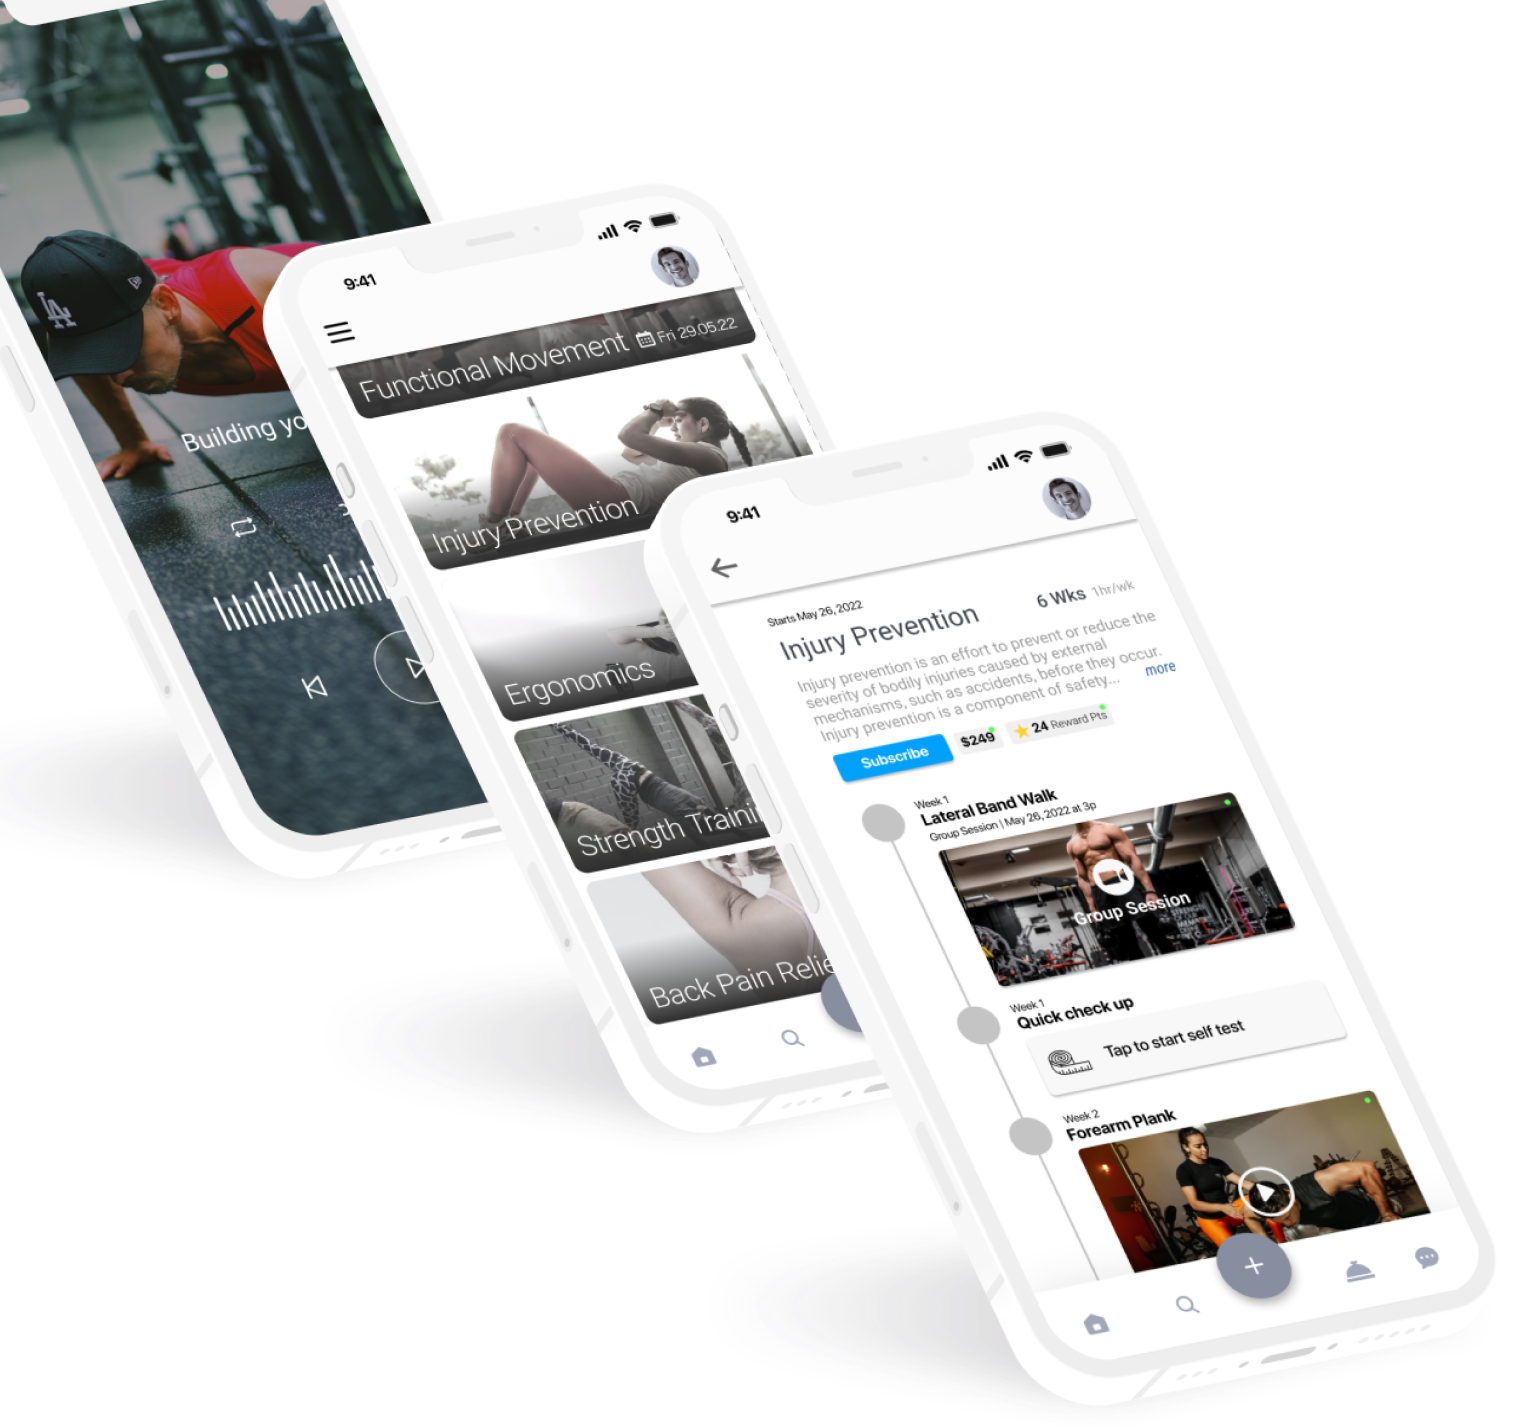 LA
Building yo
9:41
Functional Movement
Fri 29.05.22
Injury Prevention
Ergonomics
Strength Traini
Back Pain Relie
9:41
Starts May 26, 2022
Injury Prevention
6 Wks 1hr/wk
Injury prevention is an effort to prevent or reduce the
severity of bodily injuries caused by external
mechanisms, such as accidents, before they occur.
Injury prevention is a component of safety...
more
Subscribe
$249
24 Reward Pts
Week 1
Lateral Band Walk
Group Session | May 26, 2022 at 3p
Group Session
Week 1
Quick check up
Tap to start self test
Week 2
Forearm Plank